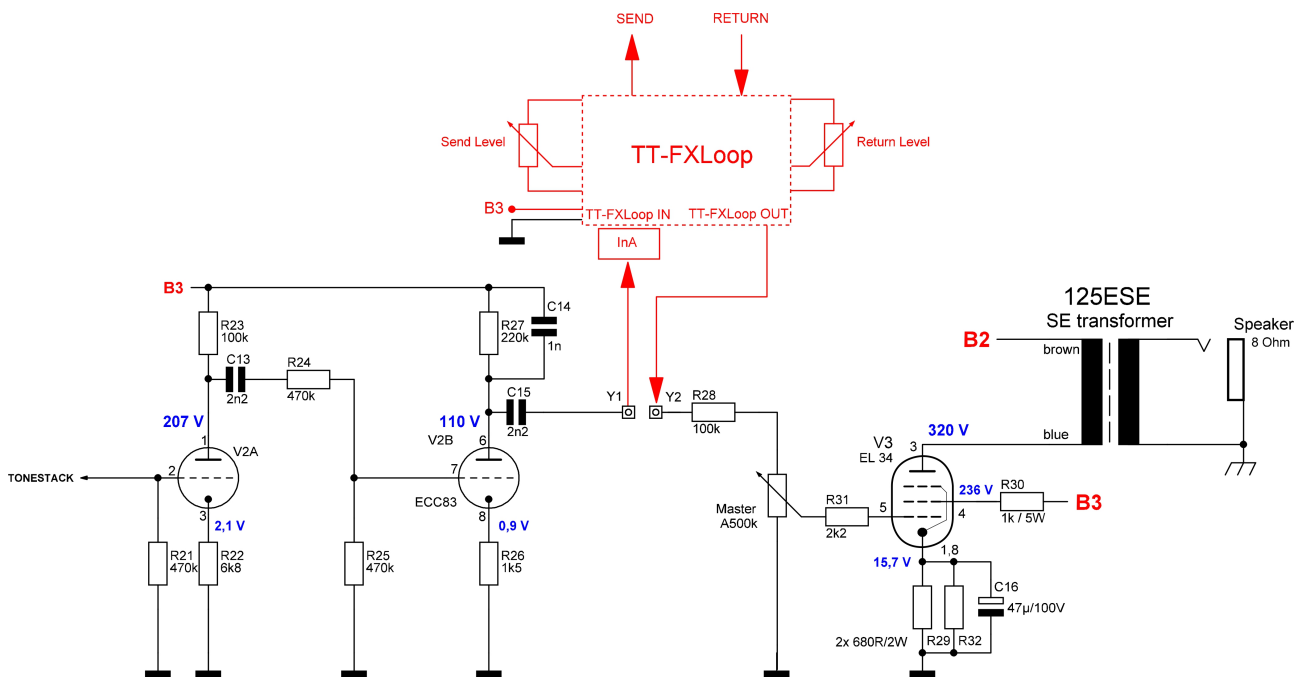 SEND
RETURN
Send Level
TT-FXLoop
Return Level
B3
TT-FXLoop IN
TT-FXLoop OUT
InA
B3
R23
100k
C13
2n2
R24
470k
R27
220k
C14
1n
C15
2n2
Y1
Y2
R28
100k
125ESE
SE transformer
B2
brown
blue
Speaker
8 Ohm
207 V
1
V2A
TONESTACK
2
3
2,1 V
R21
470k
R22
6k8
R25
470k
110 V
6
V2B
7
ECC83
8
0,9 V
R26
1k5
Master
A500k
R31
2k2
V3
EL 34
3
320 V
5
236 V
4
R30
1k / 5W
B3
15,7 V
1,8
C16
47µ/100V
2x 680R/2W
R29
R32